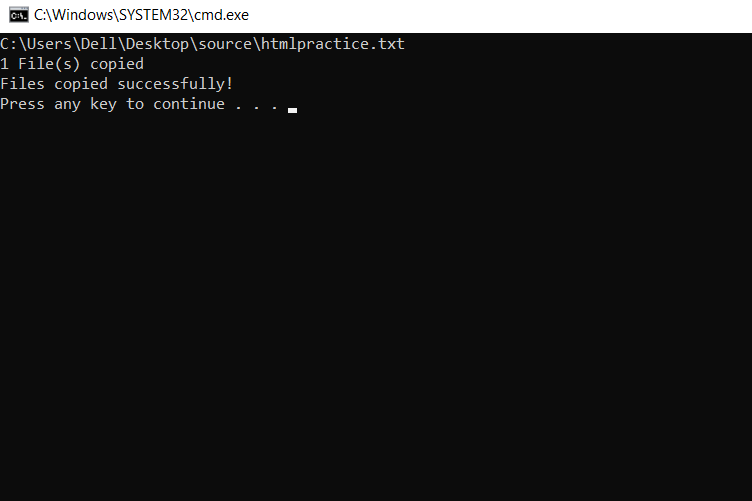 C:\Windows\SYSTEM32\cmd.exe
C:\Users\Dell\Desktop\source\htmlpractice.txt
1 File(s) copied
Files copied successfully!
Press any key to continue . . .